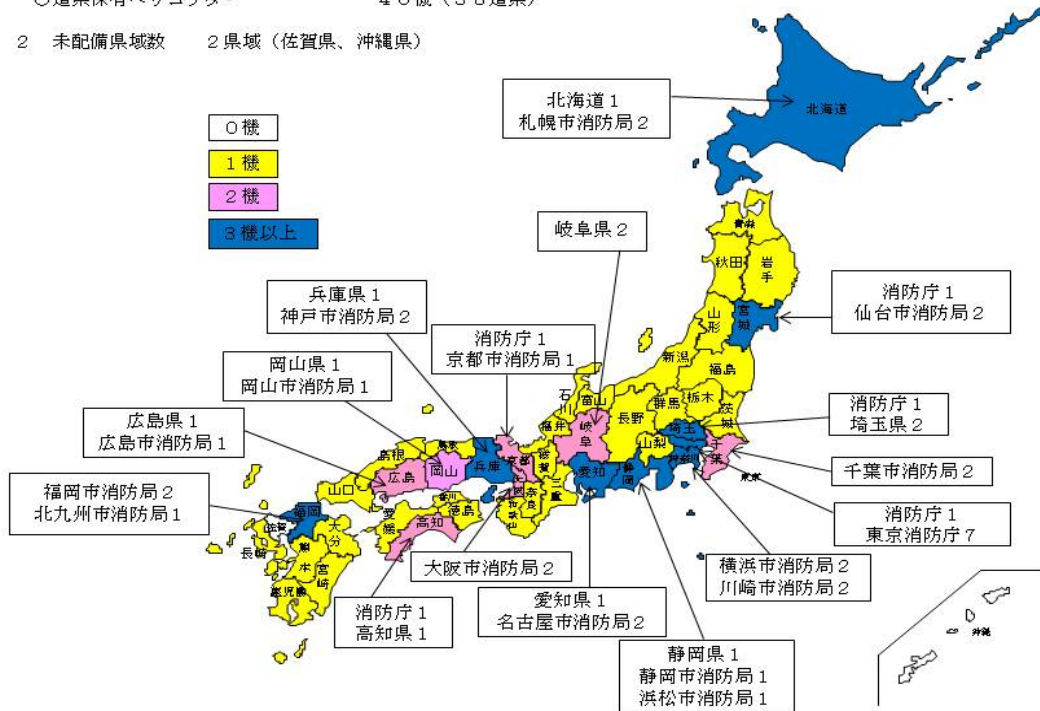 ２　未配備県域数　　２県域（佐賀県、沖縄県）
０機
１機
２機
３機以上
北海道１
札幌市消防局２
北海道
岐阜県２
青森
秋田
岩手
消防庁１
仙台市消防局２
宮城
山形
兵庫県１
神戸市消防局２
消防庁１
京都市消防局１
新潟
福島
岡山県１
岡山市消防局１
石川
富山
群馬
栃木
茨城
長野
消防庁１
埼玉県２
広島県１
広島市消防局１
福井
岐阜
埼玉
山梨
千葉
島根
鳥取
岡山
兵庫
京都
滋賀
愛知
静岡
神奈川
東京
千葉市消防局２
福岡市消防局２
北九州市消防局１
山口
広島
香川
徳島
奈良
三重
和歌山
福岡
佐賀
大分
愛媛
高知
消防庁１
東京消防庁７
長崎
熊本
宮崎
鹿児島
大阪市消防局２
横浜市消防局２
川崎市消防局２
消防庁１
高知県１
愛知県１
名古屋市消防局２
沖縄
静岡県１
静岡市消防局１
浜松市消防局１